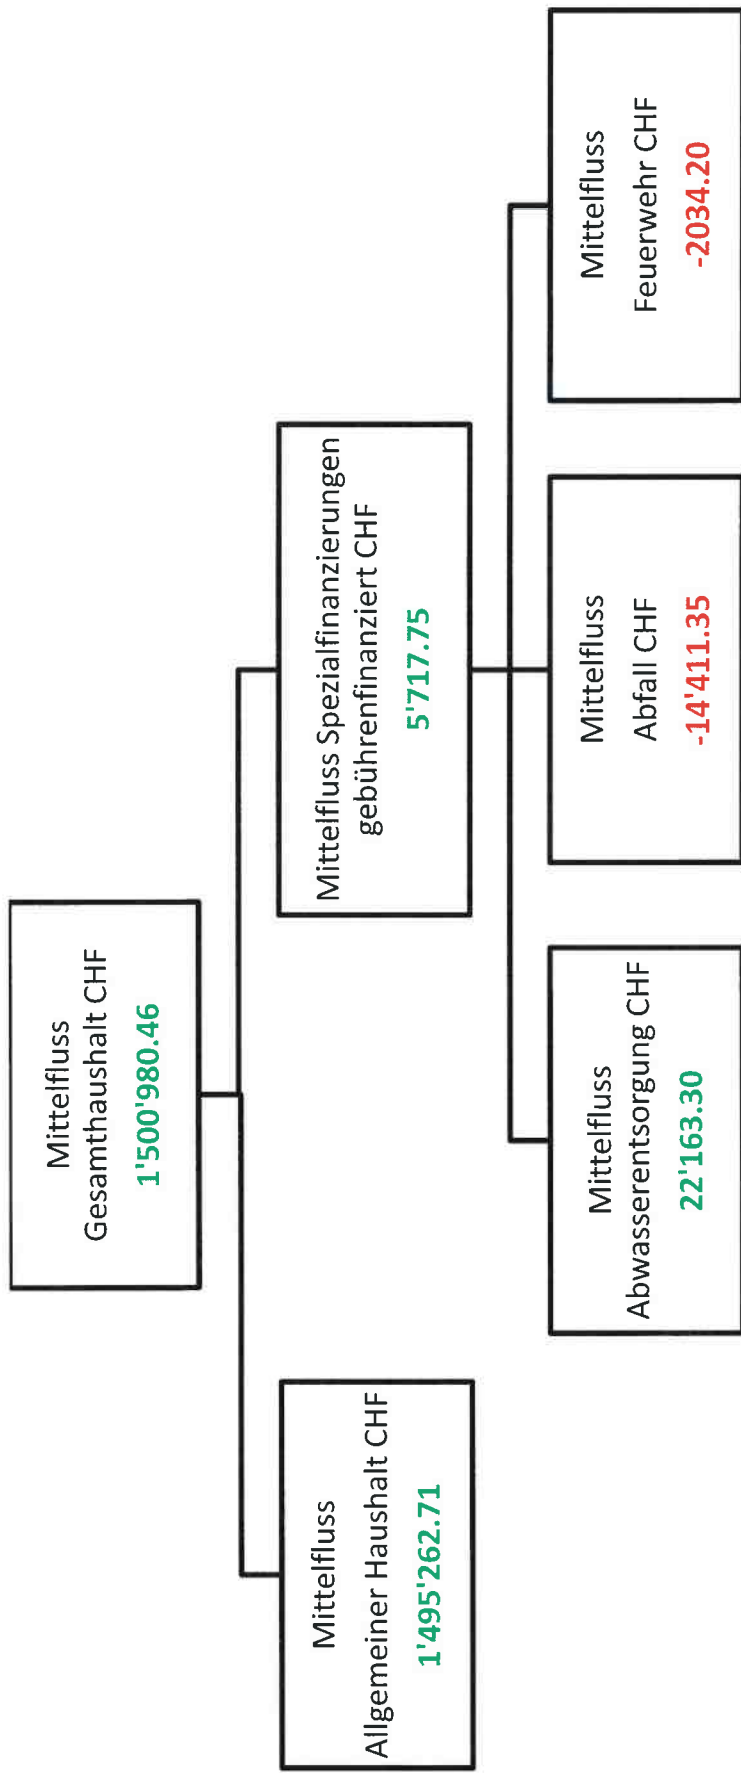 Mittelfluss
Gesamthaushalt CHF
1'500'980.46
Mittelfluss
Allgemeiner Haushalt CHF
1'495'262.71
Mittelfluss Spezialfinanzierungen
gebührenfinanziert CHF
5'717.75
Mittelfluss
Abwasserentsorgung CHF
22'163.30
Mittelfluss
Abfall CHF
-14'411.35
Mittelfluss
Feuerwehr CHF
-2034.20